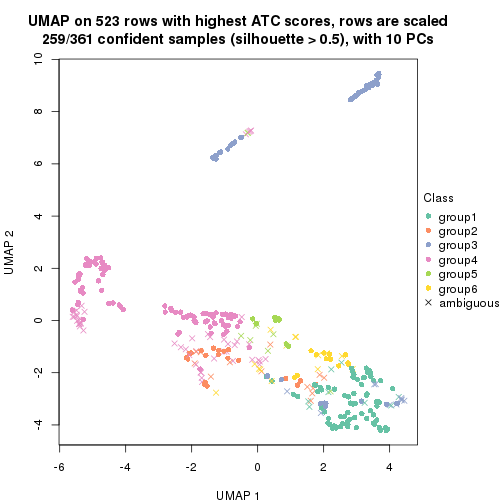 UMAP on 523 rows with highest ATC scores, rows are scaled
259/361 confident samples (silhouette > 0.5), with 10 PCs
10
8
6
4
2
0
-2
-4
UMAP 2
-6
-4
-2
0
2
4
UMAP 1
Class
group1
group2
group3
group4
group5
group6
ambiguous